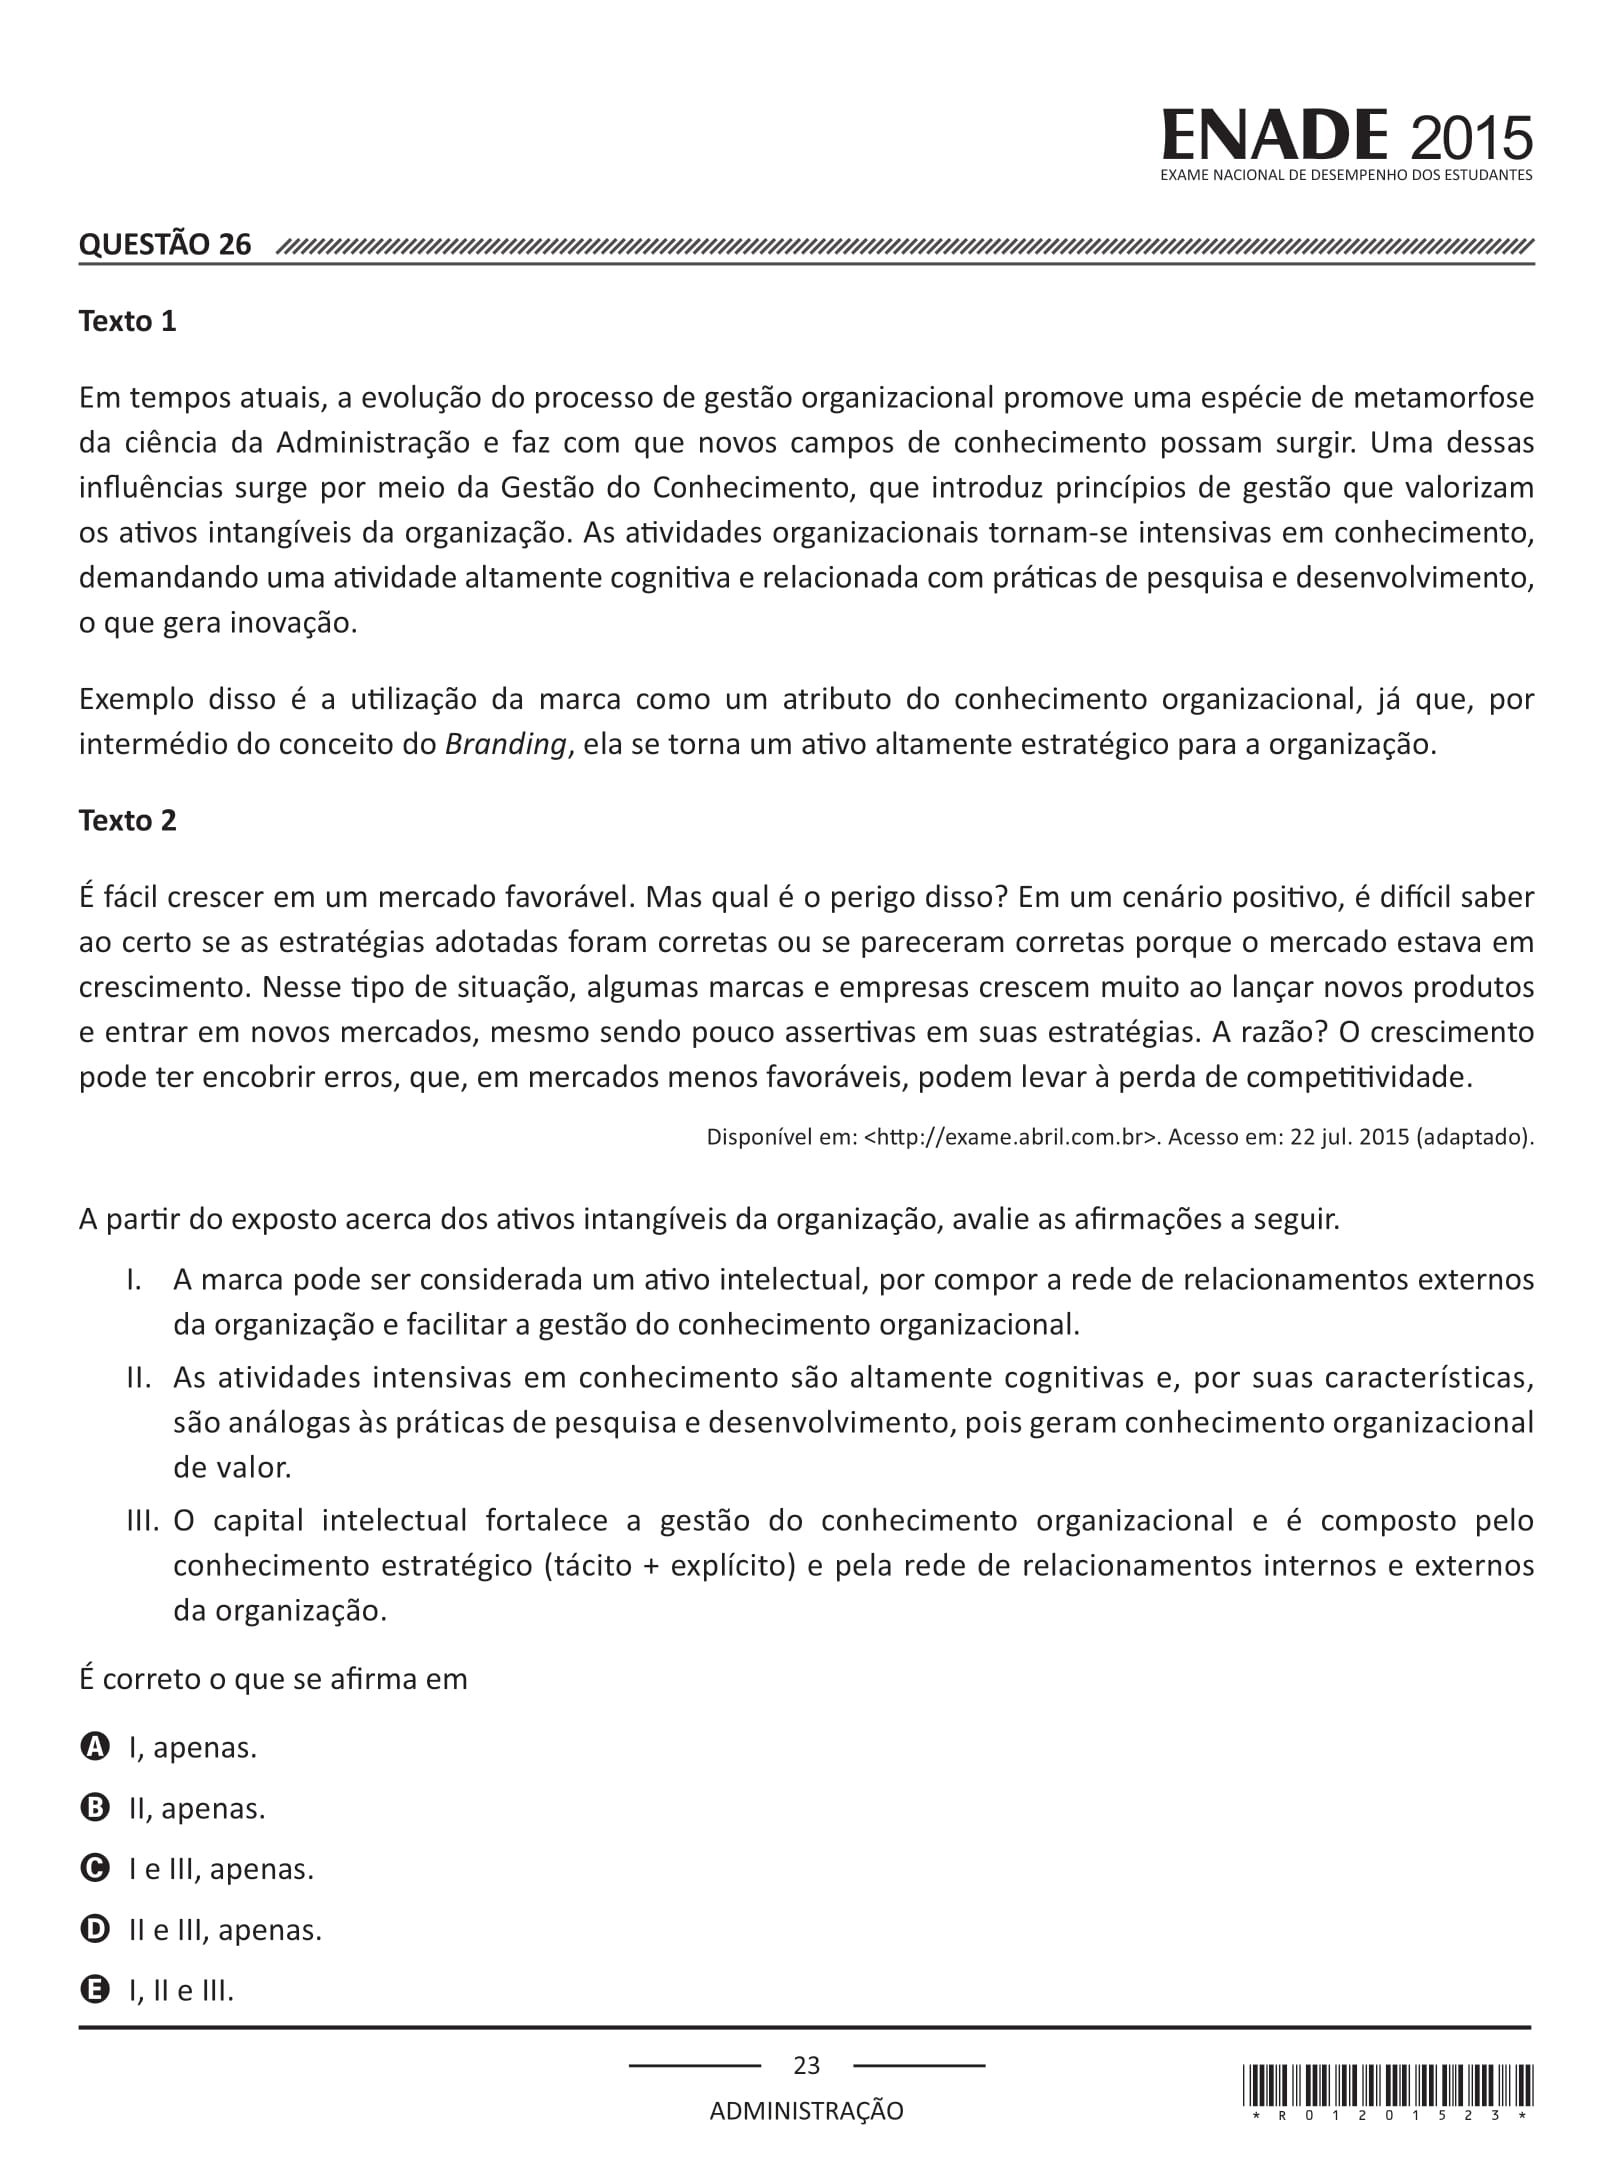 ENADE 2015
EXAME NACIONAL DE DESEMPENHO DOS ESTUDANTES
QUESTÃO 26
Texto 1
Em tempos atuais, a evolução do processo de gestão organizacional promove uma espécie de metamorfose
da ciência da Administração e faz com que novos campos de conhecimento possam surgir. Uma dessas
influências surge por meio da Gestão do Conhecimento, que introduz princípios de gestão que valorizam
os ativos intangíveis da organização. As atividades organizacionais tornam-se intensivas em conhecimento,
demandando uma atividade altamente cognitiva e relacionada com práticas de pesquisa e desenvolvimento,
o que gera inovação.
Exemplo disso é a utilização da marca como um atributo do conhecimento organizacional, já que, por
intermédio do conceito do Branding, ela se torna um ativo altamente estratégico para a organização.
Texto 2
É fácil crescer em um mercado favorável. Mas qual é o perigo disso? Em um cenário positivo, é difícil saber
ao certo se as estratégias adotadas foram corretas ou se pareceram corretas porque o mercado estava em
crescimento. Nesse tipo de situação, algumas marcas e empresas crescem muito ao lançar novos produtos
e entrar em novos mercados, mesmo sendo pouco assertivas em suas estratégias. A razão? O crescimento
pode ter encobrir erros, que, em mercados menos favoráveis, podem levar à perda de competitividade.
Disponível em: <http://exame.abril.com.br>. Acesso em: 22 jul. 2015 (adaptado).
A partir do exposto acerca dos ativos intangíveis da organização, avalie as afirmações a seguir.
I. A marca pode ser considerada um ativo intelectual, por compor a rede de relacionamentos externos
da organização e facilitar a gestão do conhecimento organizacional.
II. As atividades intensivas em conhecimento são altamente cognitivas e, por suas características,
são análogas às práticas de pesquisa e desenvolvimento, pois geram conhecimento organizacional
de valor.
III. O capital intelectual fortalece a gestão do conhecimento organizacional e é composto pelo
conhecimento estratégico (tácito + explícito) e pela rede de relacionamentos internos e externos
da organização.
É correto o que se afirma em
A I, apenas.
B II, apenas.
C I e III, apenas.
D II e III, apenas.
E I, II e III.
23
ADMINISTRAÇÃO
*R01201523*